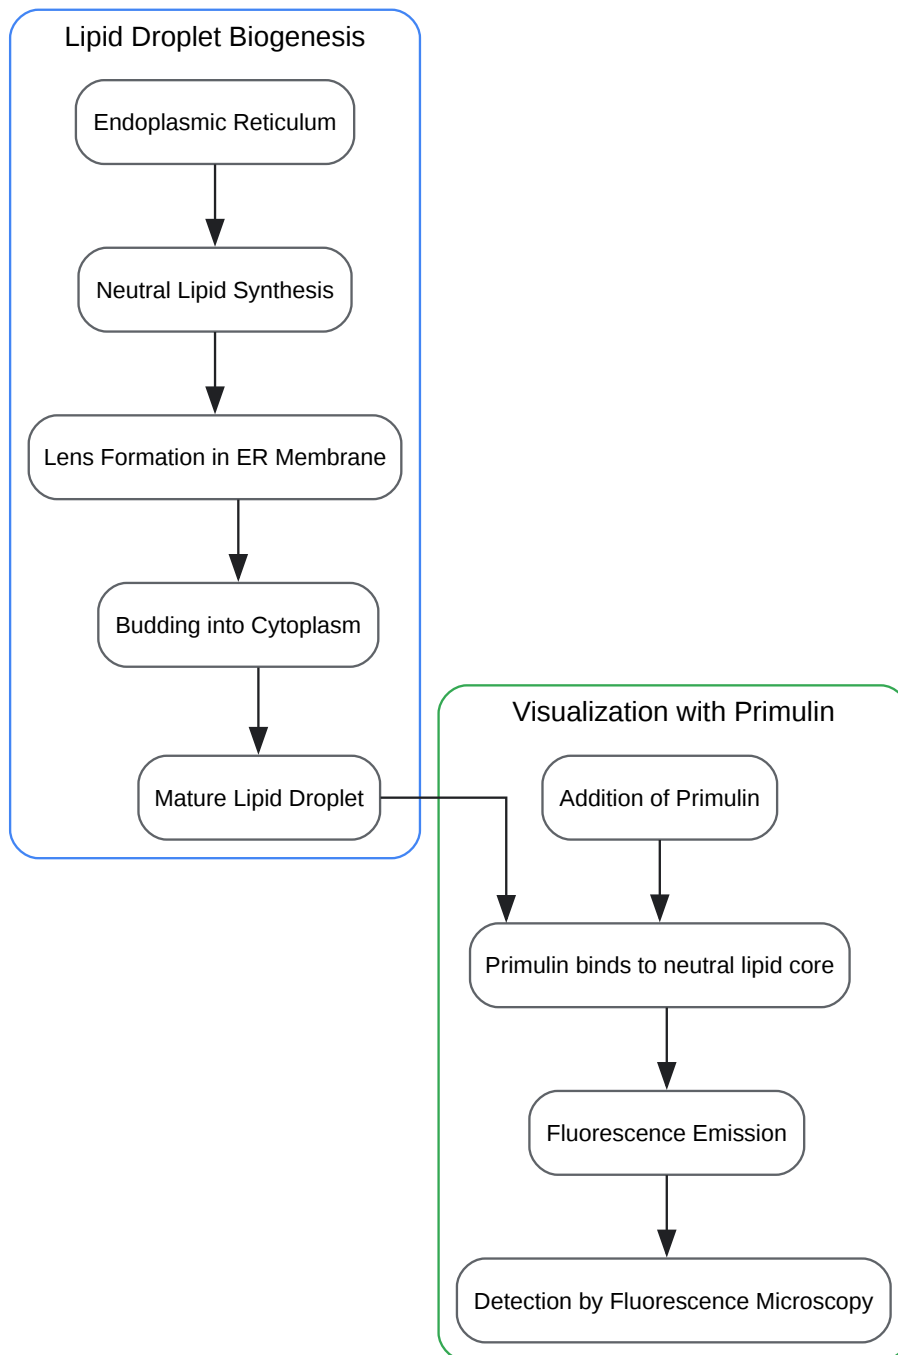 Lipid Droplet Biogenesis
Endoplasmic Reticulum
Neutral Lipid Synthesis
Lens Formation in ER Membrane
Budding into Cytoplasm
Mature Lipid Droplet
Visualization with Primulin
Addition of Primulin
Primulin binds to neutral lipid core
Fluorescence Emission
Detection by Fluorescence Microscopy